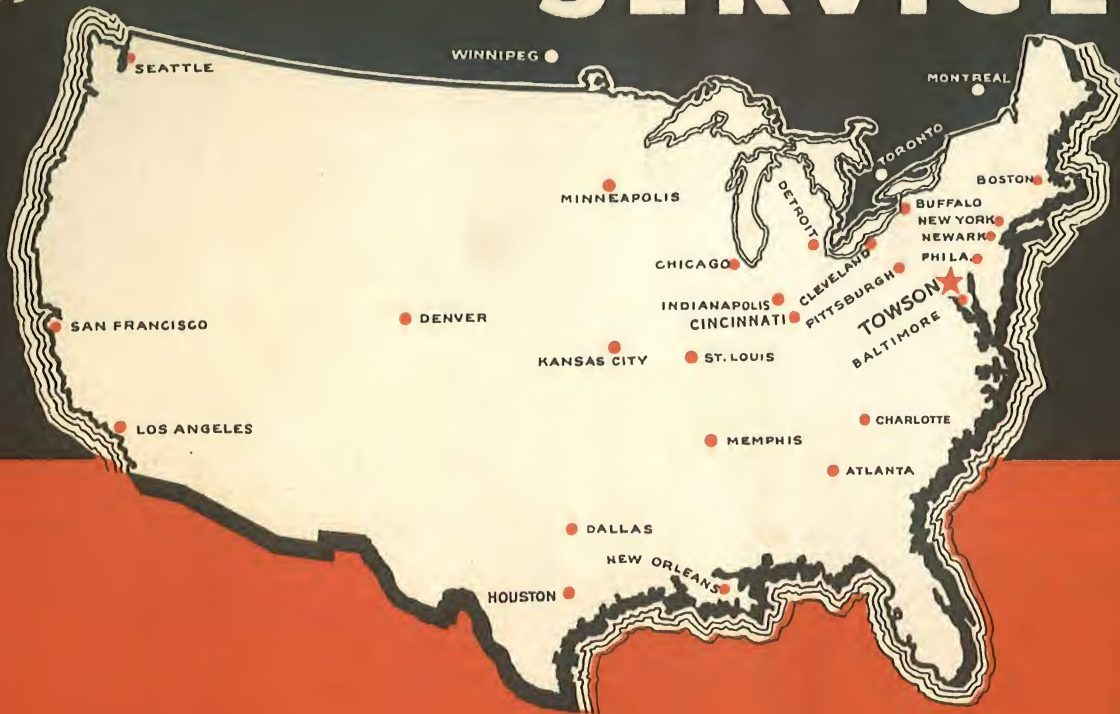 SERVICE
SEATTLE
WINNIPEG
MONTREAL
TORONTO
MINNEAPOLIS
DETROIT
BOSTON
BUFFALO
NEW YORK
NEWARK
PHILA.
CHICAGO
CLEVELAND
PITTSBURGH
INDIANAPOLIS
CINCINNATI
TOWSON
BALTIMORE
SAN FRANCISCO
DENVER
KANSAS CITY
ST. LOUIS
LOS ANGELES
MEMPHIS
CHARLOTTE
ATLANTA
DALLAS
NEW ORLEANS
HOUSTON